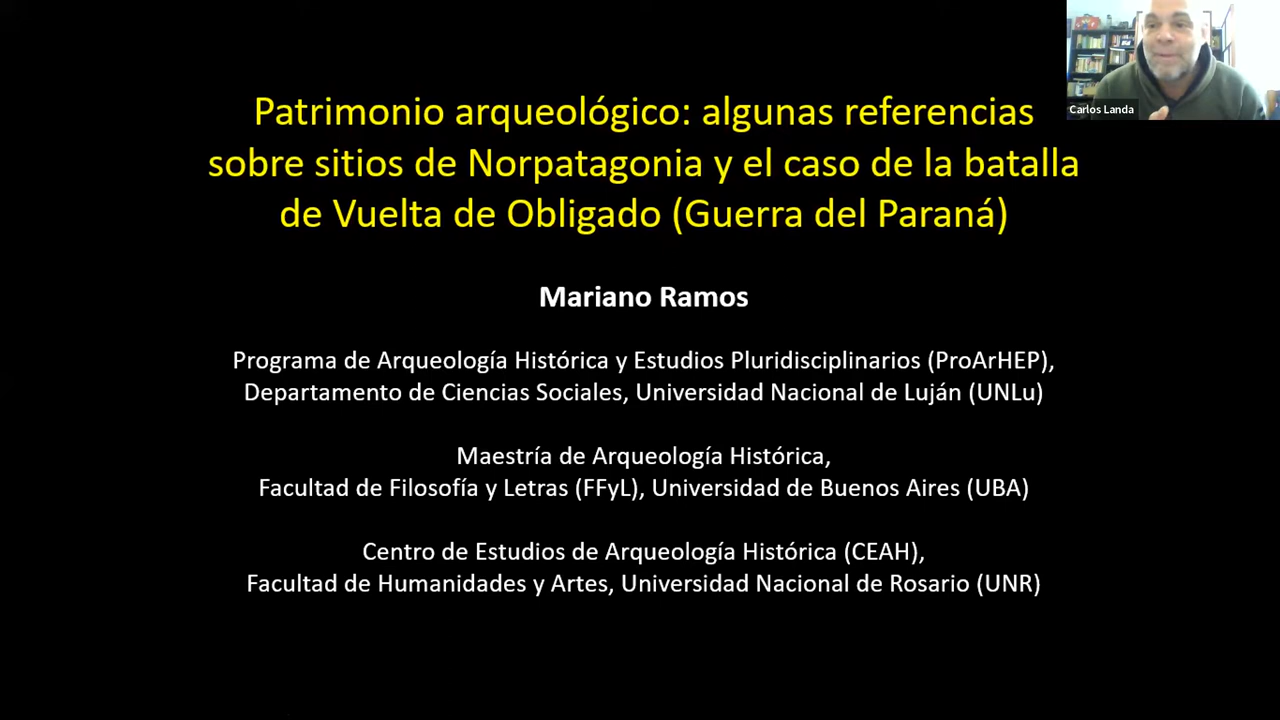 Patrimonio arqueológico: algunas referencias
sobre sitios de Norpatagonia y el caso de la batalla
de Vuelta de Obligado (Guerra del Paraná)
Mariano Ramos
Programa de Arqueología Histórica y Estudios Pluridisciplinarios (ProArHEP),
Departamento de Ciencias Sociales, Universidad Nacional de Luján (UNLu)
Maestría de Arqueología Histórica,
Facultad de Filosofía y Letras (FFyL), Universidad de Buenos Aires (UBA)
Centro de Estudios de Arqueología Histórica (CEAH),
Facultad de Humanidades y Artes, Universidad Nacional de Rosario (UNR)
Carlos Landa